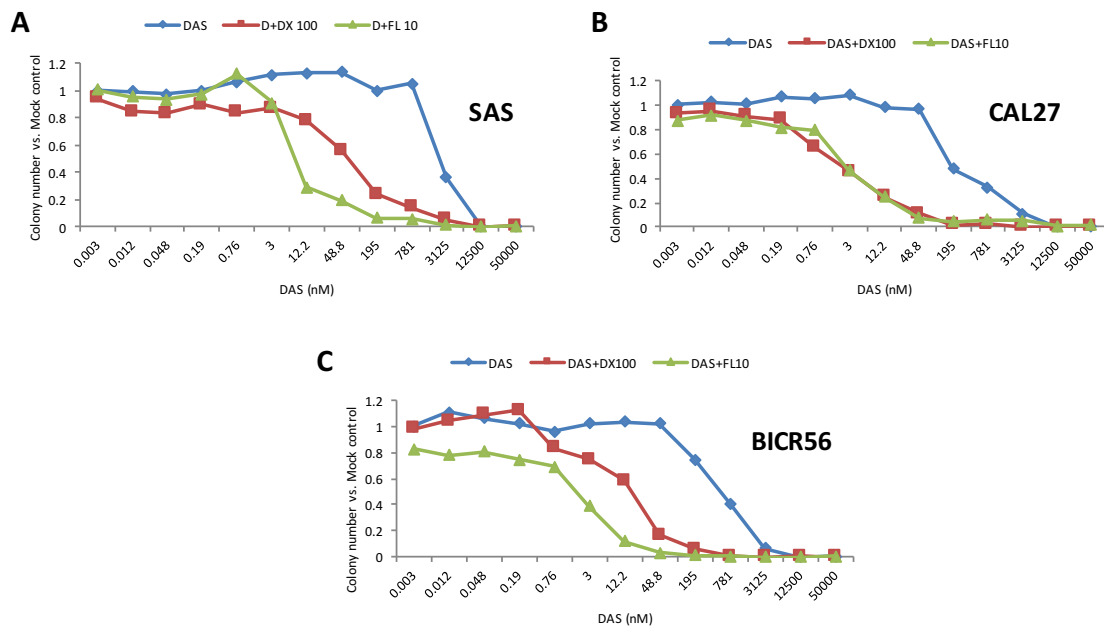 A
DAS D+DX 100 D+FL 10
SAS
Colony number vs. Mock control
1.2
1
0.8
0.6
0.4
0.2
0
0.003 0.012 0.048 0.19 0.76 3 12.2 48.8 195 781 3125 12500 50000
DAS (nM)
B
DAS DAS+DX100 DAS+FL10
CAL27
Colony number vs. Mock control
1.2
1
0.8
0.6
0.4
0.2
0
0.003 0.012 0.048 0.19 0.76 3 12.2 48.8 195 781 3125 12500 50000
DAS (nM)
C
DAS DAS+DX100 DAS+FL10
BICR56
Colony number vs. Mock control
1.2
1
0.8
0.6
0.4
0.2
0
0.003 0.012 0.048 0.19 0.76 3 12.2 48.8 195 781 3125 12500 50000
DAS (nM)